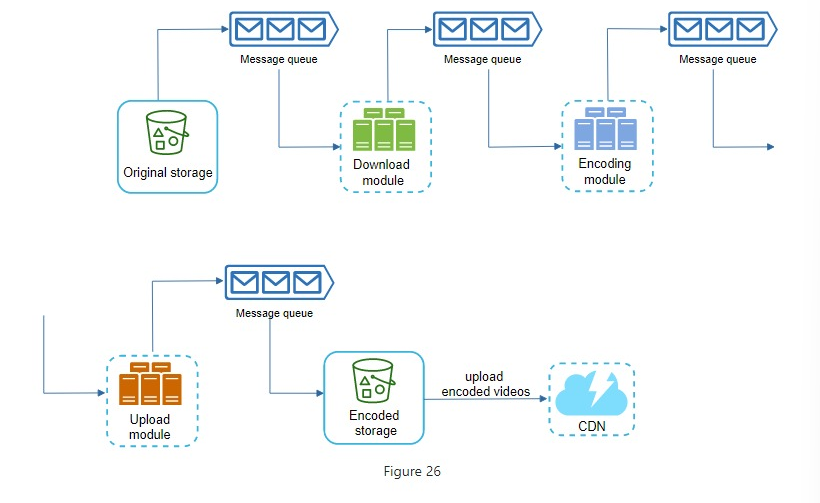 Message queue
Message queue
Message queue
Original storage
Download
module
Encoding
module
Message queue
upload
encoded videos
Upload
module
Encoded
storage
CDN
Figure 26